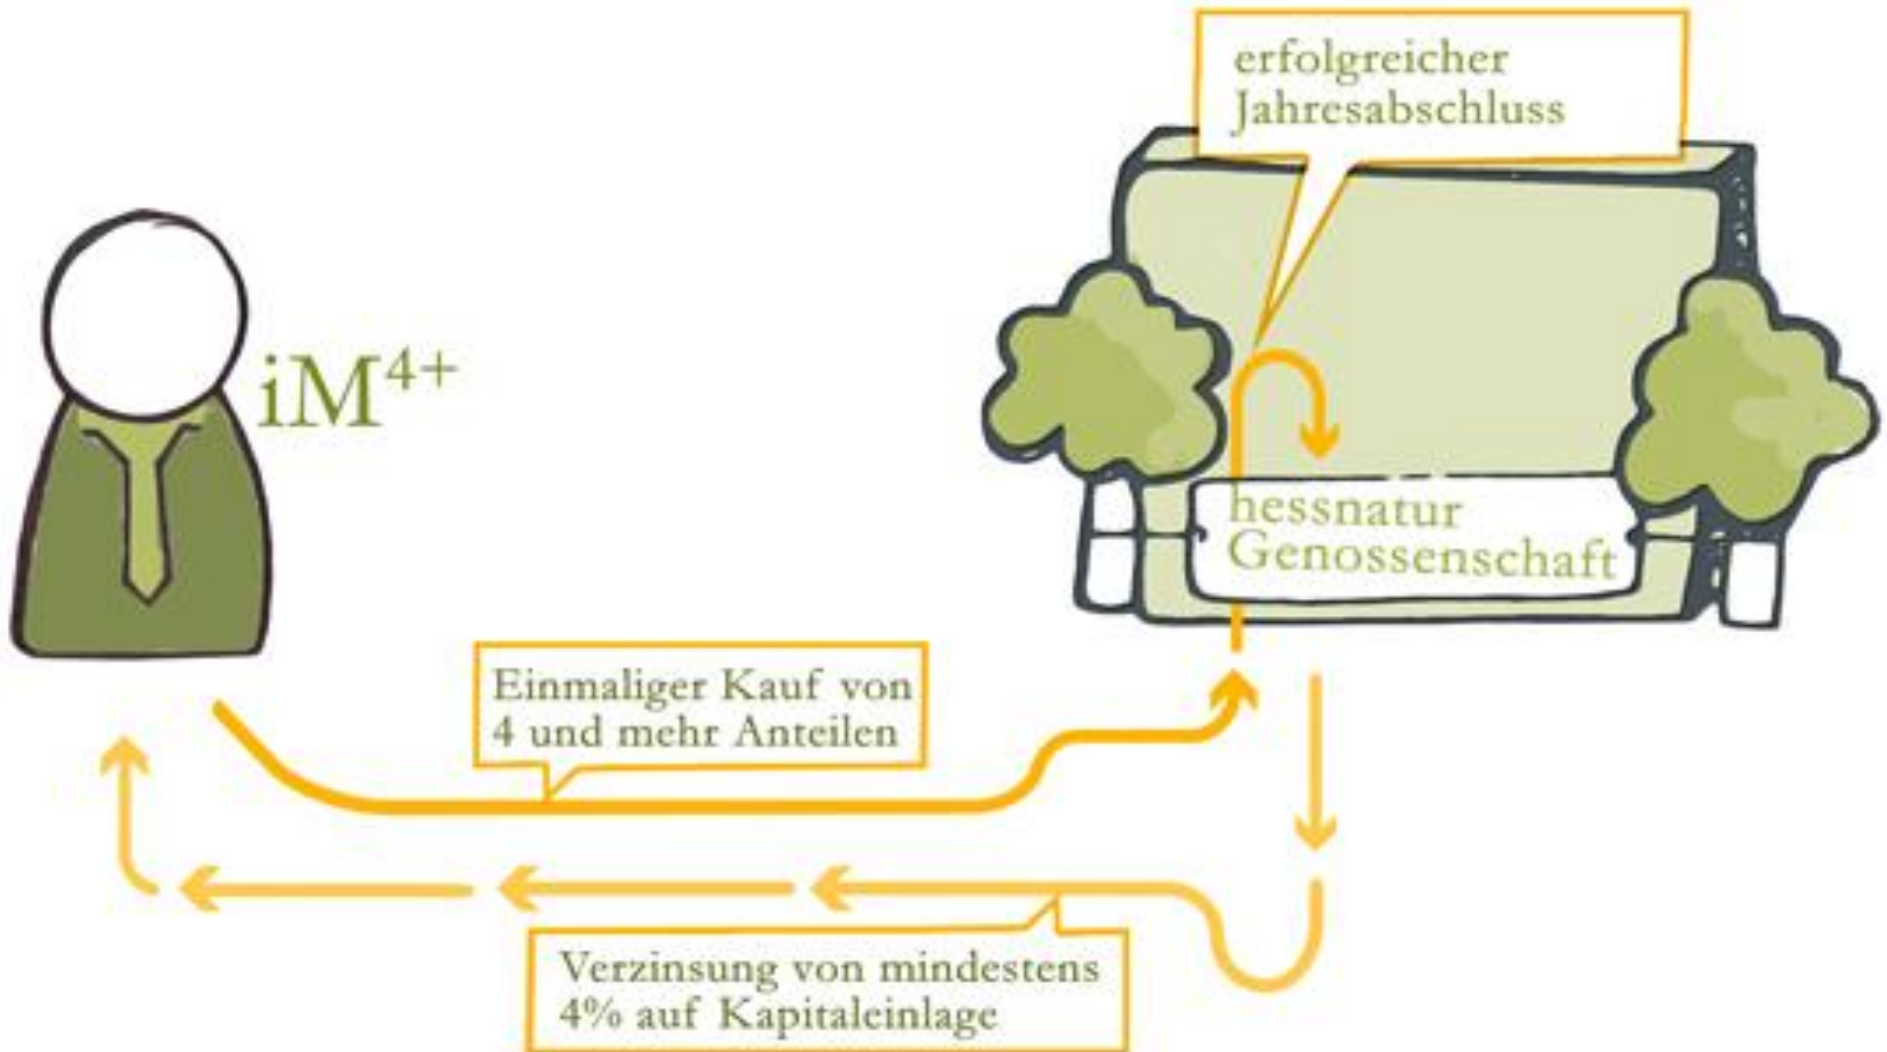 erfolgreicher
Jahresabschluss
iM⁴⁺
hessnatur
Genossenschaft
Einmaliger Kauf von
4 und mehr Anteilen
Verzinsung von mindestens
4% auf Kapitaleinlage